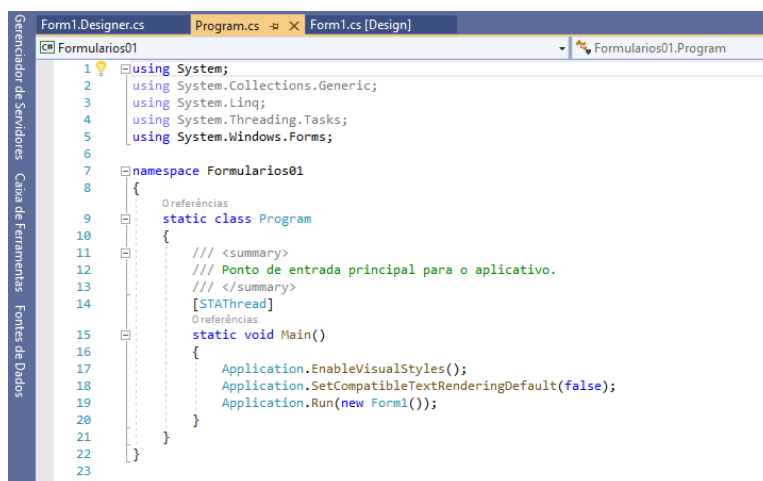 Form1.Designer.cs Program.cs Form1.cs [Design]
C# Formularios01 Formularios01.Program
Gerenciador de Servidores
Caixa de Ferramentas
Fontes de Dados
1 using System;
2 using System.Collections.Generic;
3 using System.Linq;
4 using System.Threading.Tasks;
5 using System.Windows.Forms;
6
7 namespace Formularios01
8 {
0 referências
9 static class Program
10 {
11 /// <summary>
12 /// Ponto de entrada principal para o aplicativo.
13 /// </summary>
14 [STAThread]
0 referências
15 static void Main()
16 {
17 Application.EnableVisualStyles();
18 Application.SetCompatibleTextRenderingDefault(false);
19 Application.Run(new Form1());
20 }
21 }
22 }
23